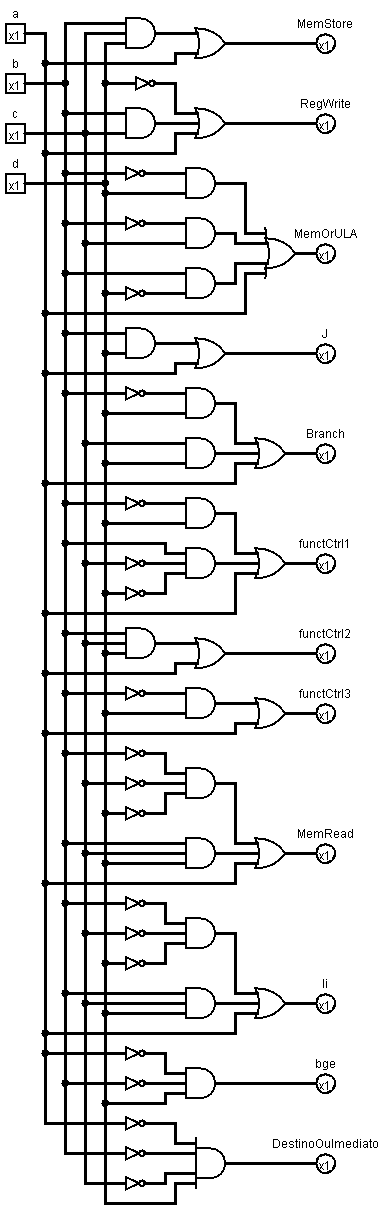 a
MemStore
x1
x1
b
x1
RegWrite
c
x1
x1
d
x1
MemOrULA
x1
J
x1
Branch
x1
functCtrl1
x1
functCtrl2
x1
functCtrl3
x1
MemRead
x1
li
x1
bge
x1
DestinoOuImediato
x1